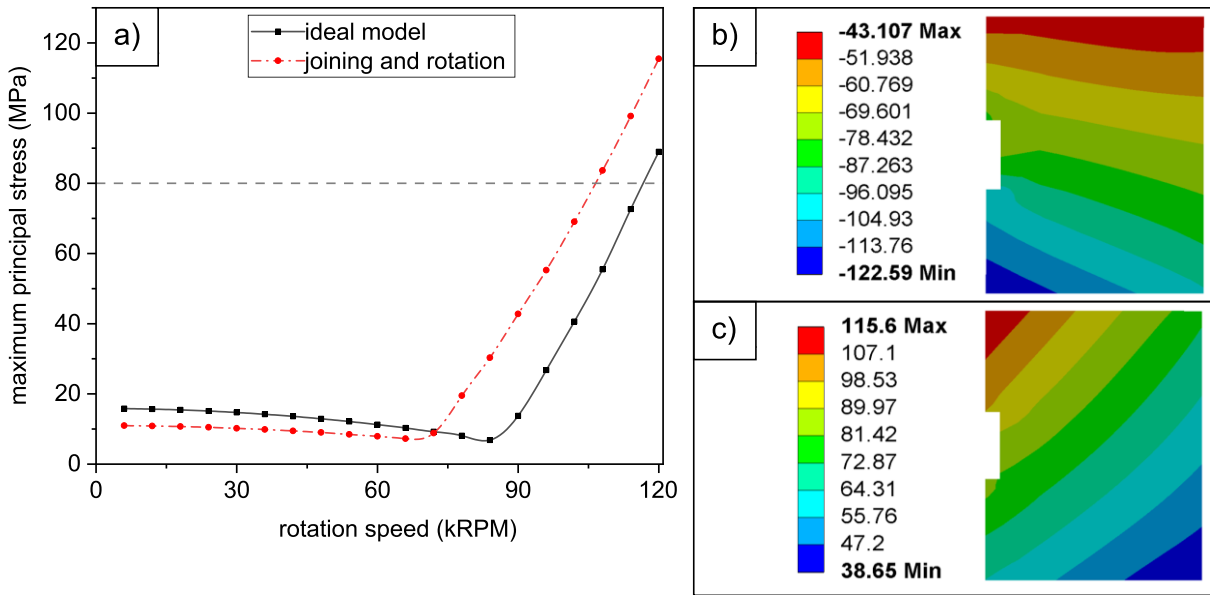 a)
ideal model
joining and rotation
maximum principal stress (MPa)
120
100
80
60
40
20
0
0 30 60 90 120
rotation speed (kRPM)
b)
-43.107 Max
-51.938
-60.769
-69.601
-78.432
-87.263
-96.095
-104.93
-113.76
-122.59 Min
c)
115.6 Max
107.1
98.53
89.97
81.42
72.87
64.31
55.76
47.2
38.65 Min